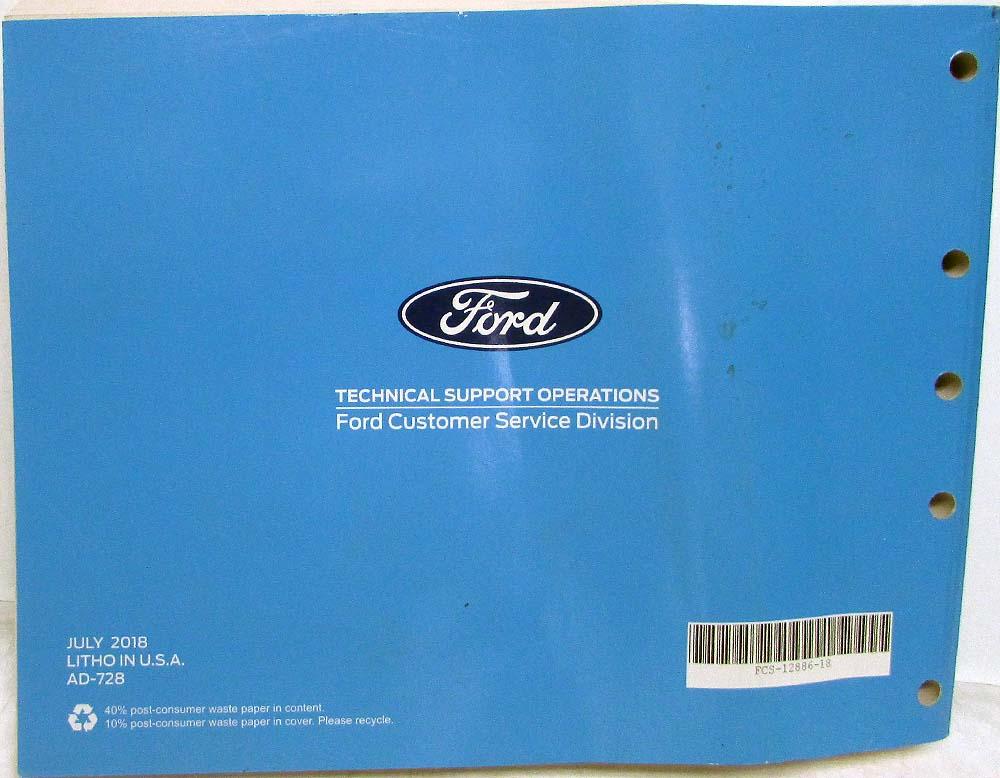 Ford
TECHNICAL SUPPORT OPERATIONS
Ford Customer Service Division
JULY 2018
LITHO IN U.S.A.
AD-728
40% post-consumer waste paper in content.
10% post-consumer waste paper in cover. Please recycle.
FCS-12886-18